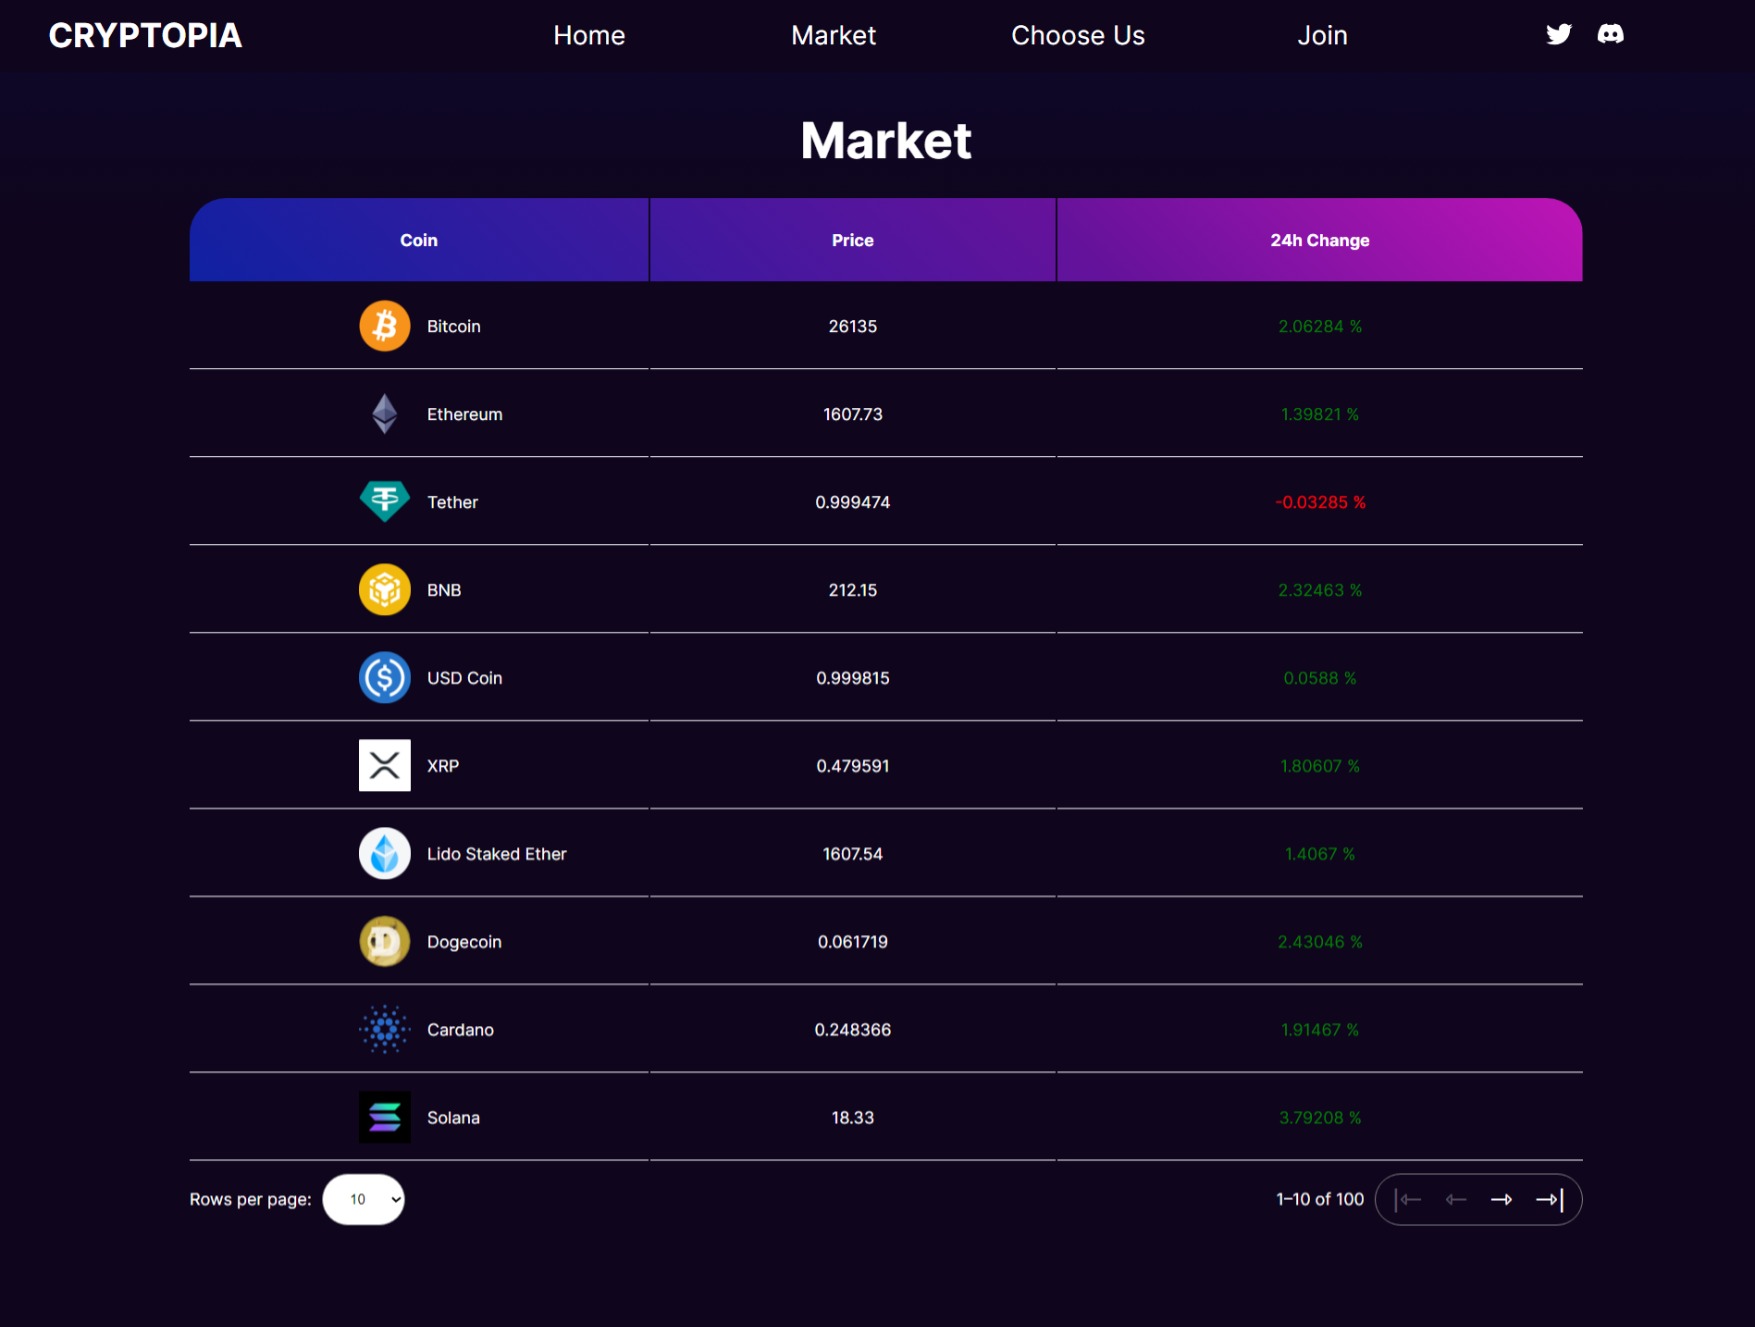 CRYPTOPIA Home Market Choose Us Join
Market
Coin Price 24h Change
Bitcoin 26135 2.06284 %
Ethereum 1607.73 1.39821 %
Tether 0.999474 -0.03285 %
BNB 212.15 2.32463 %
USD Coin 0.999815 0.0588 %
XRP 0.479591 1.80607 %
Lido Staked Ether 1607.54 1.4067 %
Dogecoin 0.061719 2.43046 %
Cardano 0.248366 1.91467 %
Solana 18.33 3.79208 %
Rows per page: 10 1–10 of 100